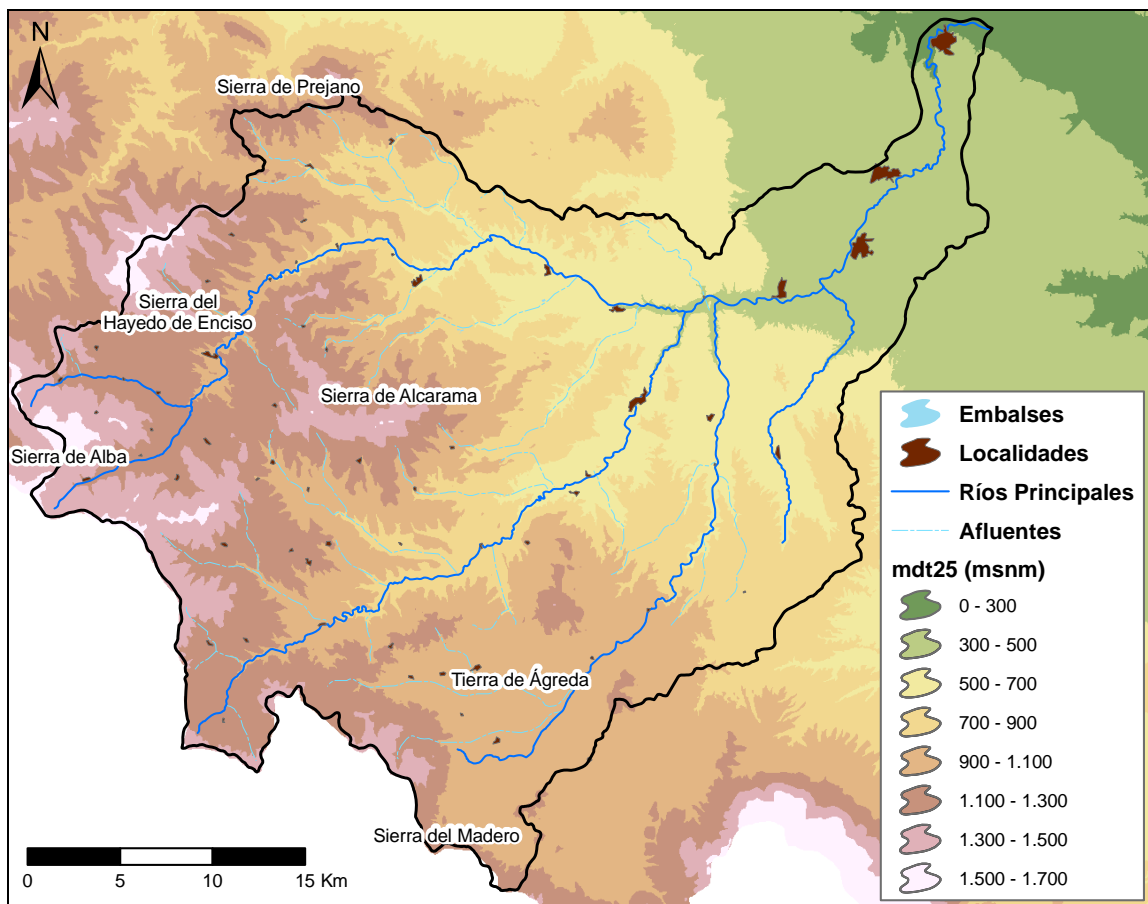 N
Sierra de Prejano
Sierra del
Hayedo de Enciso
Sierra de Alcarama
Sierra de Alba
Tierra de Ágreda
Sierra del Madero
0 5 10 15 Km
Embalses
Localidades
Ríos Principales
Afluentes
mdt25 (msnm)
0 - 300
300 - 500
500 - 700
700 - 900
900 - 1.100
1.100 - 1.300
1.300 - 1.500
1.500 - 1.700